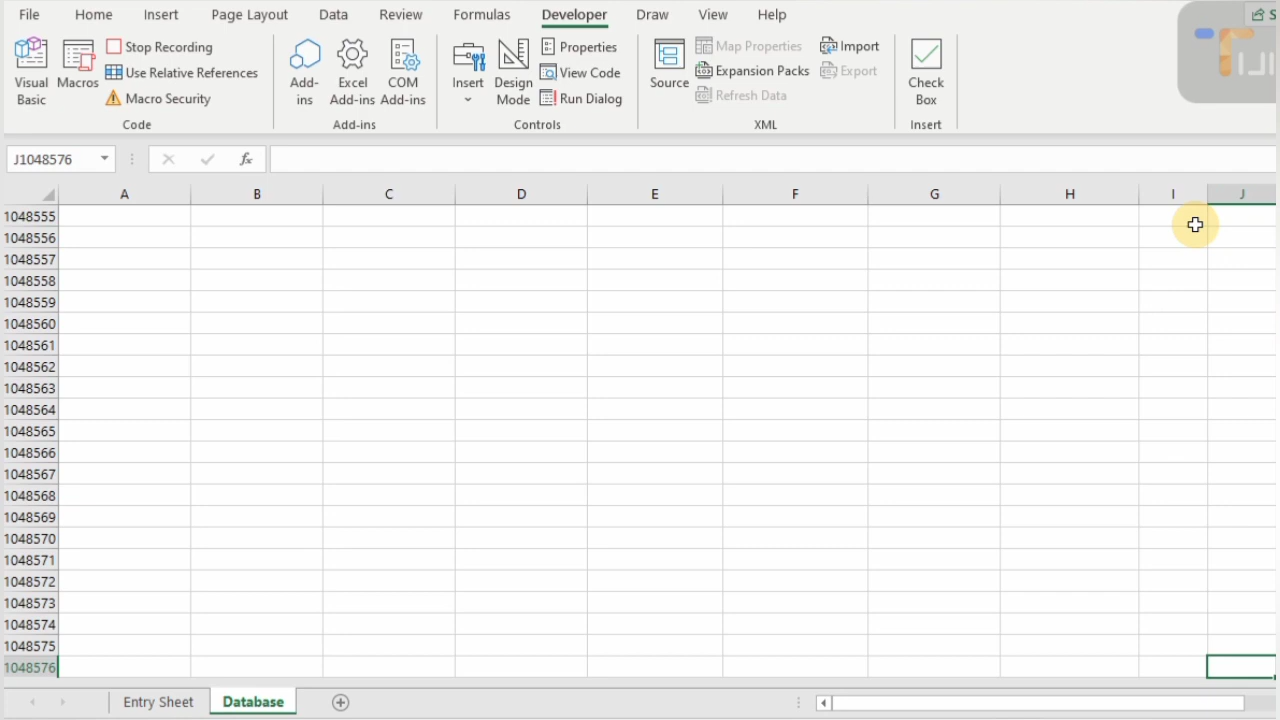 File Home Insert Page Layout Data Review Formulas Developer Draw View Help
Visual Basic
Macros
Stop Recording
Use Relative References
Macro Security
Code
Add-ins
Excel Add-ins
COM Add-ins
Add-ins
Insert
Design Mode
Properties
View Code
Run Dialog
Controls
Source
Map Properties
Expansion Packs
Refresh Data
Import
Export
XML
Check Box
Insert
J1048576
fx
A B C D E F G H I J
1048555
1048556
1048557
1048558
1048559
1048560
1048561
1048562
1048563
1048564
1048565
1048566
1048567
1048568
1048569
1048570
1048571
1048572
1048573
1048574
1048575
1048576
Entry Sheet Database